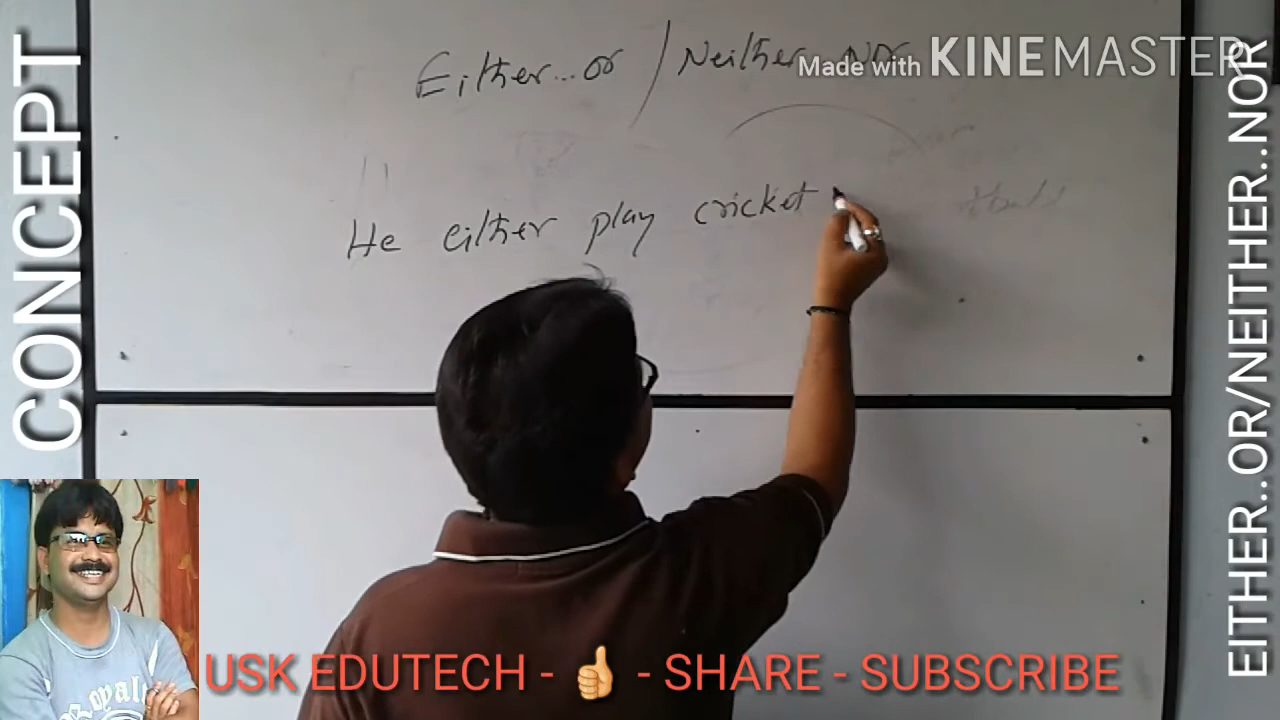 CONCEPT
Either...or / Neither.. Nor
Made with KINEMASTER
EITHER..OR/NEITHER..NOR
He either play cricket
USK EDUTECH - 👍 - SHARE - SUBSCRIBE